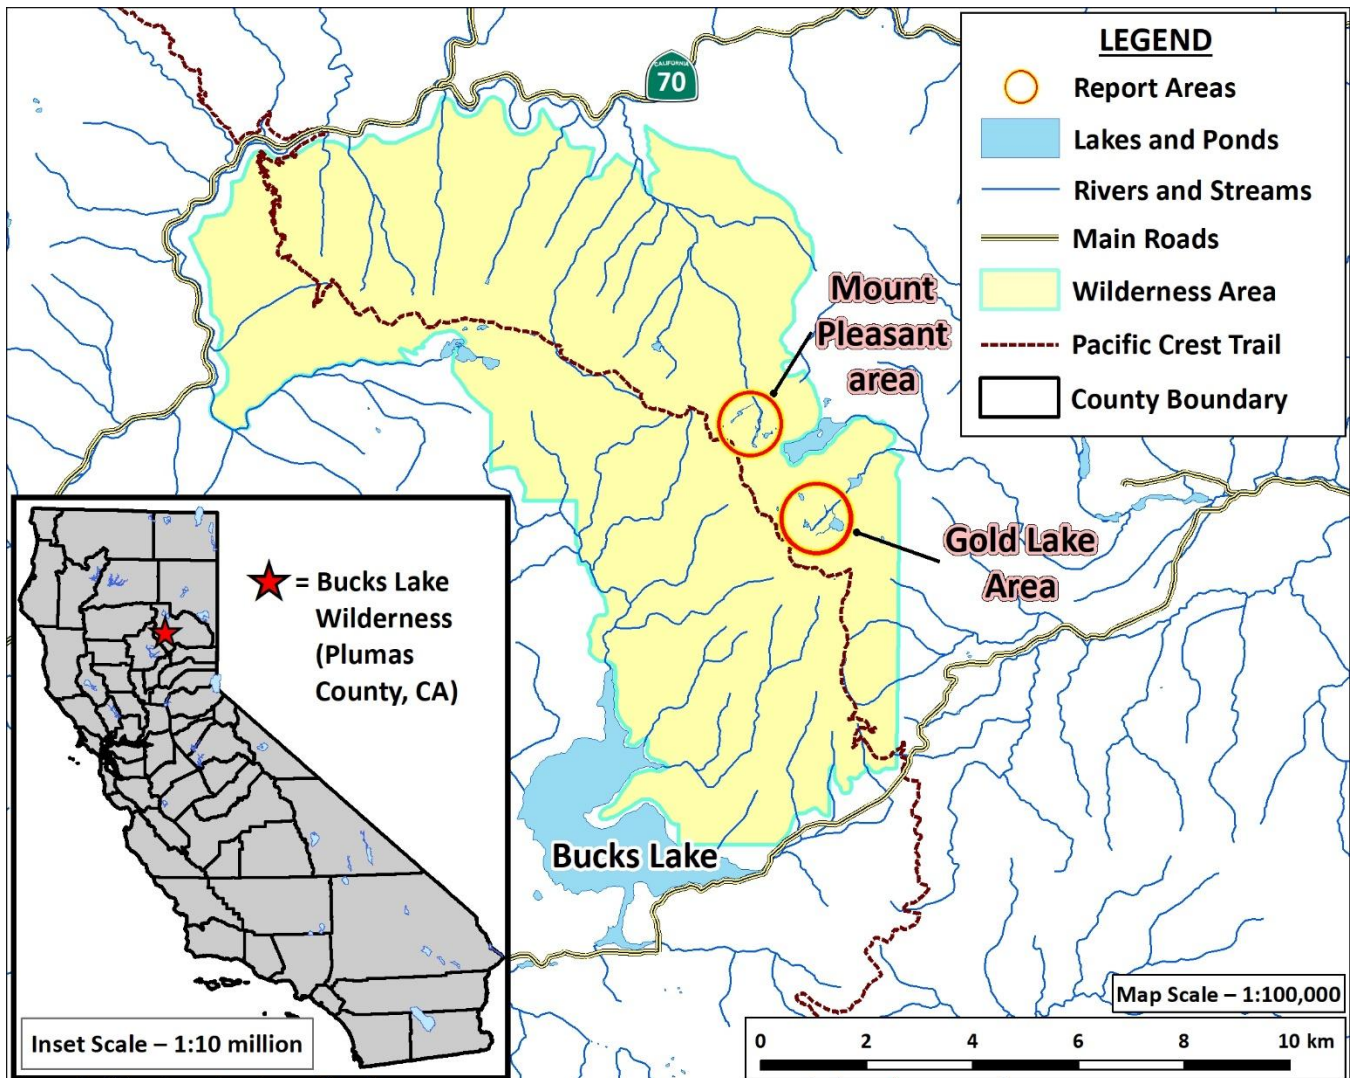 CALIFORNIA
70
LEGEND
Report Areas
Lakes and Ponds
Rivers and Streams
Main Roads
Wilderness Area
Pacific Crest Trail
County Boundary
Mount
Pleasant
area
Gold Lake
Area
Bucks Lake
= Bucks Lake
Wilderness
(Plumas
County, CA)
Inset Scale – 1:10 million
Map Scale – 1:100,000
0 2 4 6 8 10 km